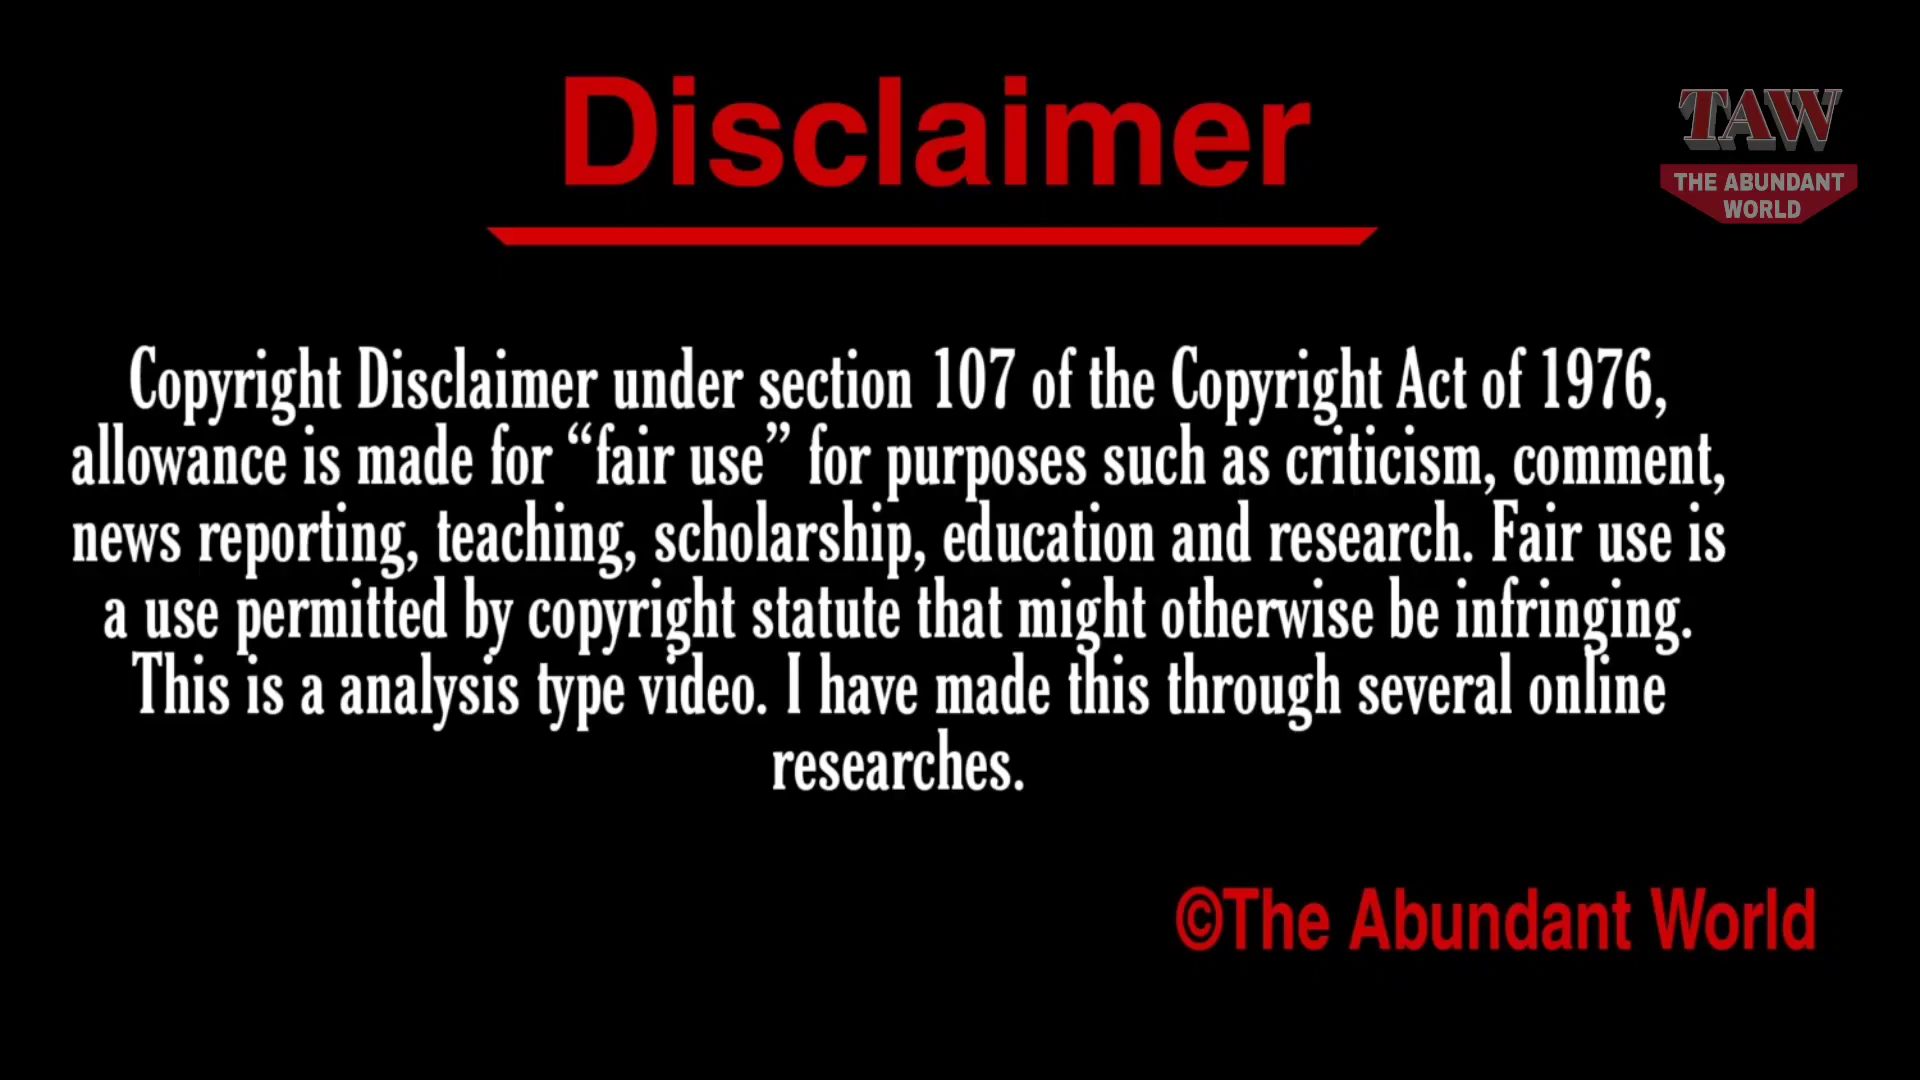 Disclaimer
TAW
THE ABUNDANT
WORLD
Copyright Disclaimer under section 107 of the Copyright Act of 1976,
allowance is made for “fair use” for purposes such as criticism, comment,
news reporting, teaching, scholarship, education and research. Fair use is
a use permitted by copyright statute that might otherwise be infringing.
This is a analysis type video. I have made this through several online
researches.
©The Abundant World